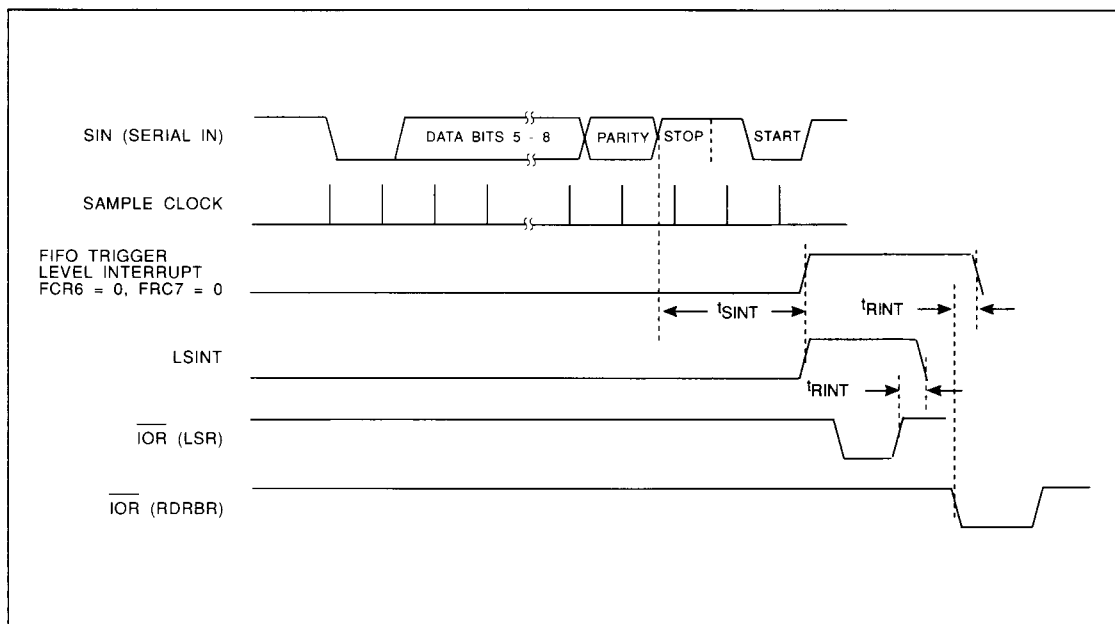 SIN (SERIAL IN)
DATA BITS 5 - 8
PARITY
STOP
START
SAMPLE CLOCK
FIFO TRIGGER
LEVEL INTERRUPT
FCR6 = 0, FRC7 = 0
tSINT
tRINT
LSINT
tRINT
IOR (LSR)
IOR (RDRBR)